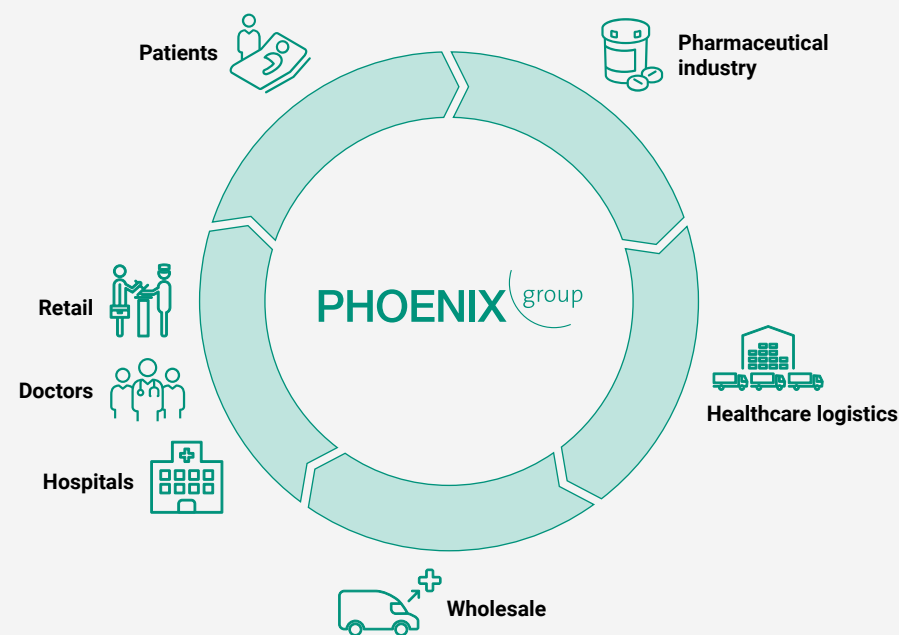 Patients
Pharmaceutical
industry
Retail
PHOENIX group
Doctors
Healthcare logistics
Hospitals
Wholesale